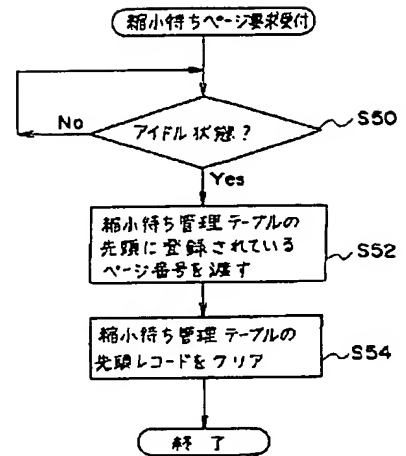 縮小待ちページ要求受付
アイドル状態?
S50
No
Yes
縮小待ち管理テーブルの
先頭に登録されている
ページ番号を渡す
S52
縮小待ち管理テーブルの
先頭レコードをクリア
S54
終了